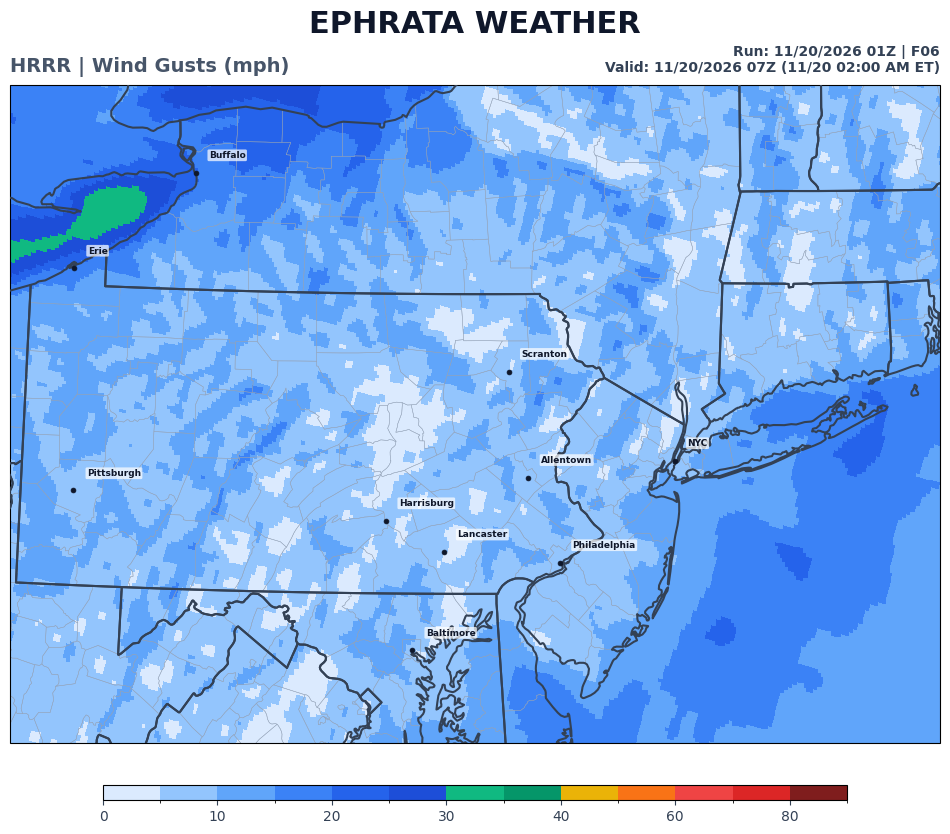 EPHRATA WEATHER
HRRR | Wind Gusts (mph)
Run: 11/20/2026 01Z | F06
Valid: 11/20/2026 07Z (11/20 02:00 AM ET)
Buffalo
Erie
Scranton
NYC
Allentown
Pittsburgh
Harrisburg
Lancaster
Philadelphia
Baltimore
0 10 20 30 40 60 80